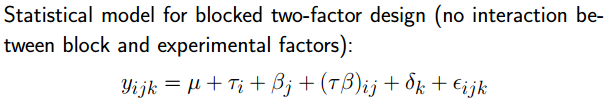 Statistical model for blocked two-factor design (no interaction be-
tween block and experimental factors):
y_{ijk} = μ + τ_i + β_j + (τβ)_{ij} + δ_k + ϵ_{ijk}